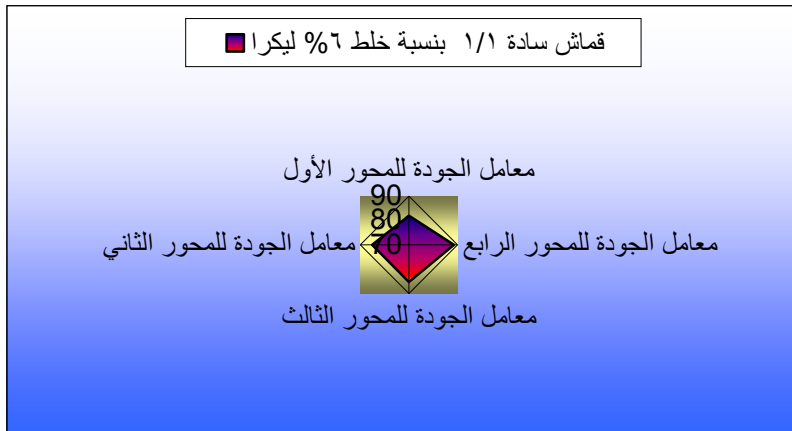 قماش سادة ١/١ بنسبة خلط ٦% ليكرا
معامل الجودة للمحور الأول
90
80
70
معامل الجودة للمحور الرابع
معامل الجودة للمحور الثاني
معامل الجودة للمحور الثالث